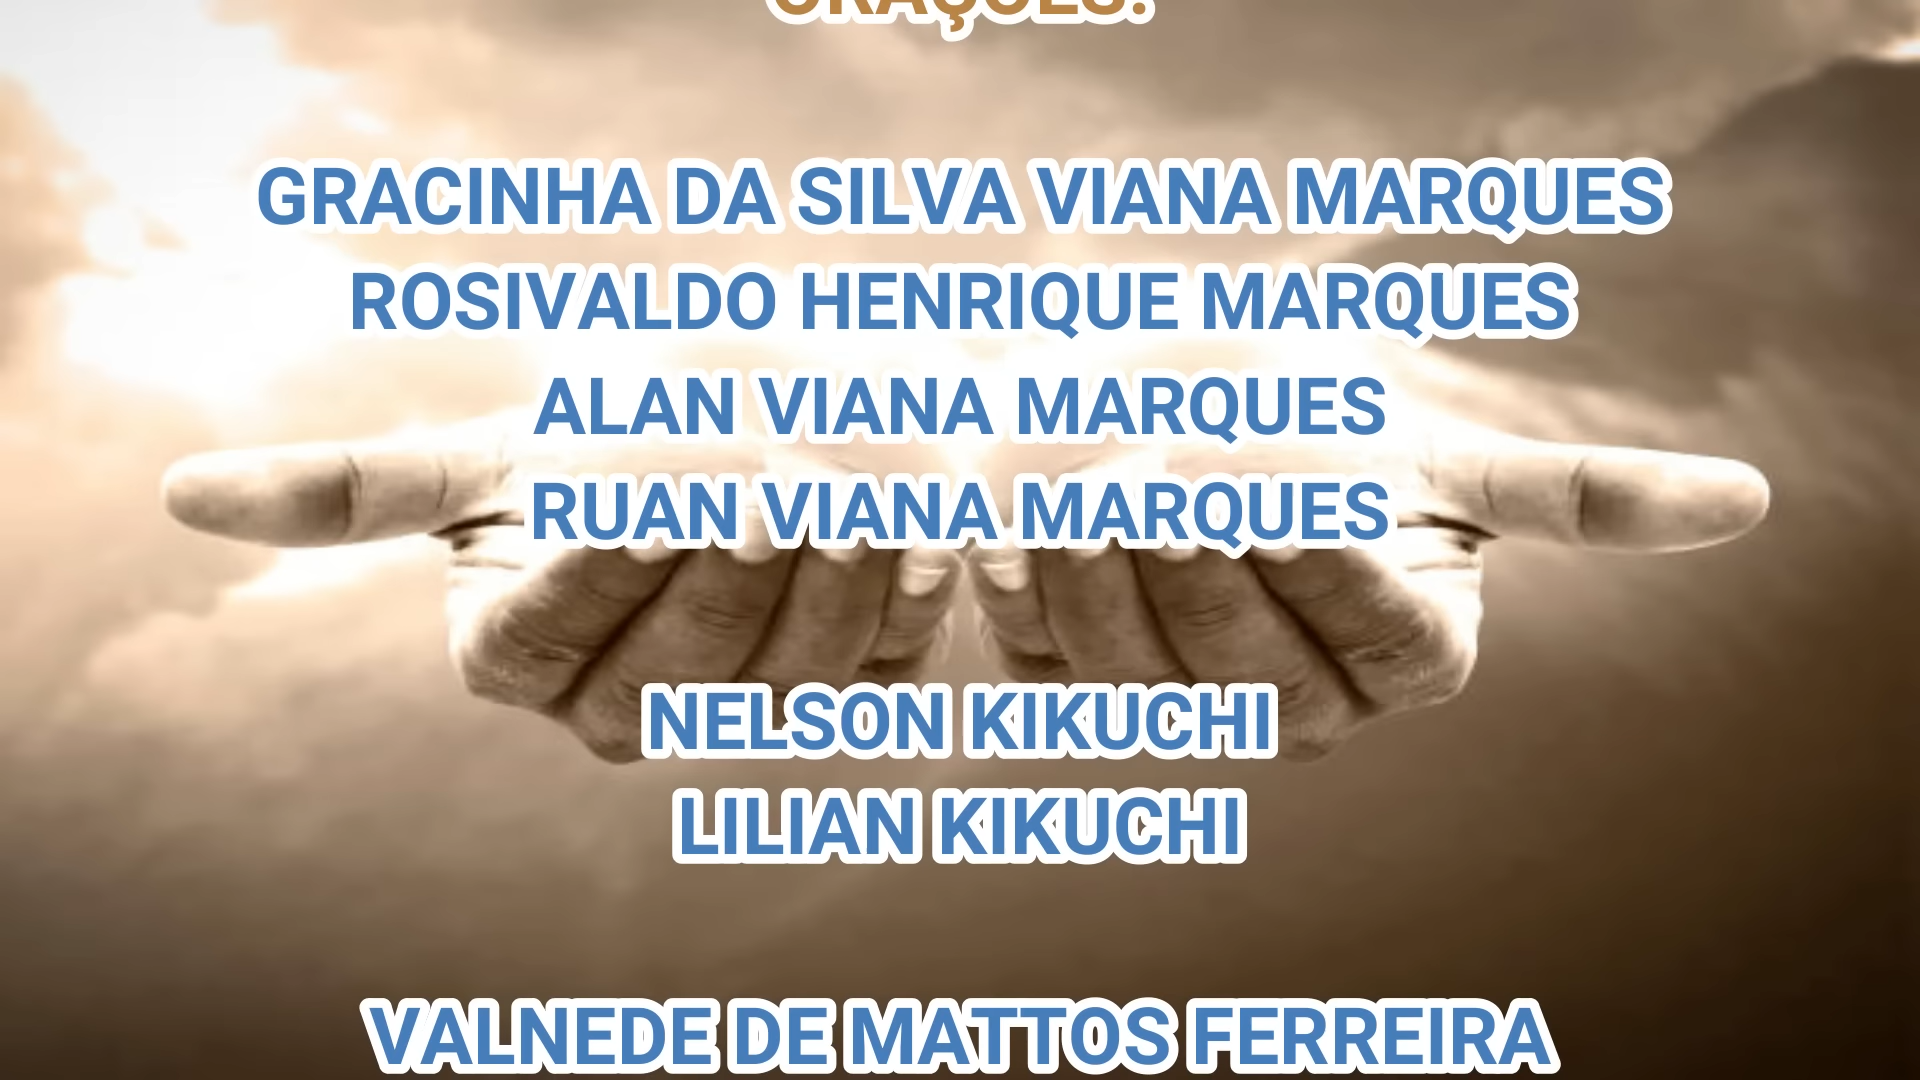 ORAÇÕES:
GRACINHA DA SILVA VIANA MARQUES
ROSIVALDO HENRIQUE MARQUES
ALAN VIANA MARQUES
RUAN VIANA MARQUES
NELSON KIKUCHI
LILIAN KIKUCHI
VALNEDE DE MATTOS FERREIRA